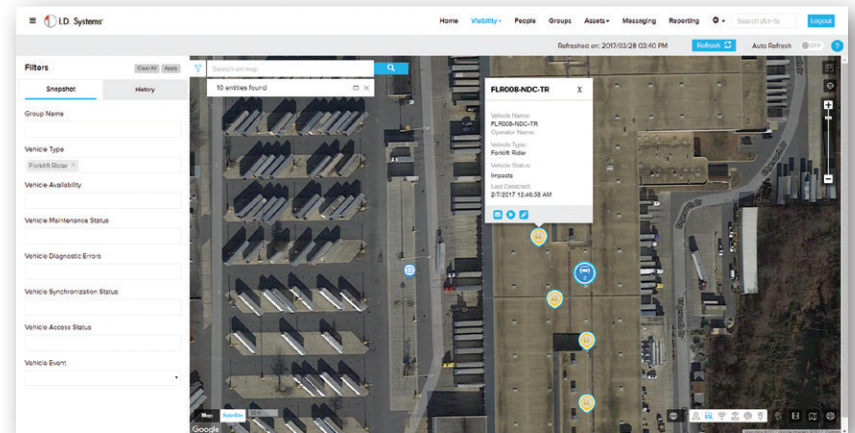 I.D. Systems
Home Visibility People Groups Assets Messaging Reporting Search (Alt+S) Logout
Refreshed on: 2017/03/28 03:40 PM Refresh Auto Refresh OFF ?
Filters Clear All Apply
Search on map
Snapshot History
10 entities found
Group Name
Vehicle Type
Forklift Rider
Vehicle Availability
Vehicle Maintenance Status
Vehicle Diagnostic Errors
Vehicle Synchronization Status
Vehicle Access Status
Vehicle Event
FLR008-NDC-TR X
Vehicle Name:
FLR008-NDC-TR
Operator Name:
Vehicle Type:
Forklift Rider
Vehicle Status:
Impacts
Last Detected:
2/7/2017 12:46:38 AM
Map Satellite
Google